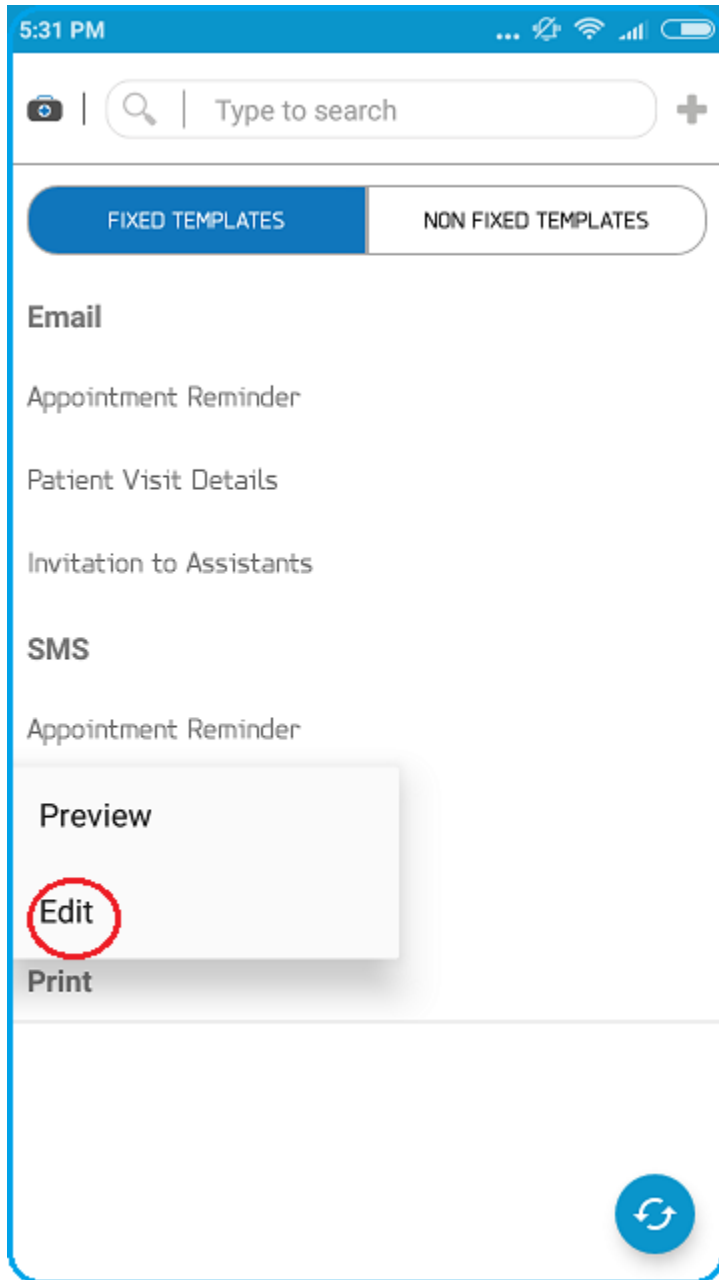 5:31 PM
Type to search
FIXED TEMPLATES NON FIXED TEMPLATES
Email
Appointment Reminder
Patient Visit Details
Invitation to Assistants
SMS
Appointment Reminder
Preview
Edit
Print